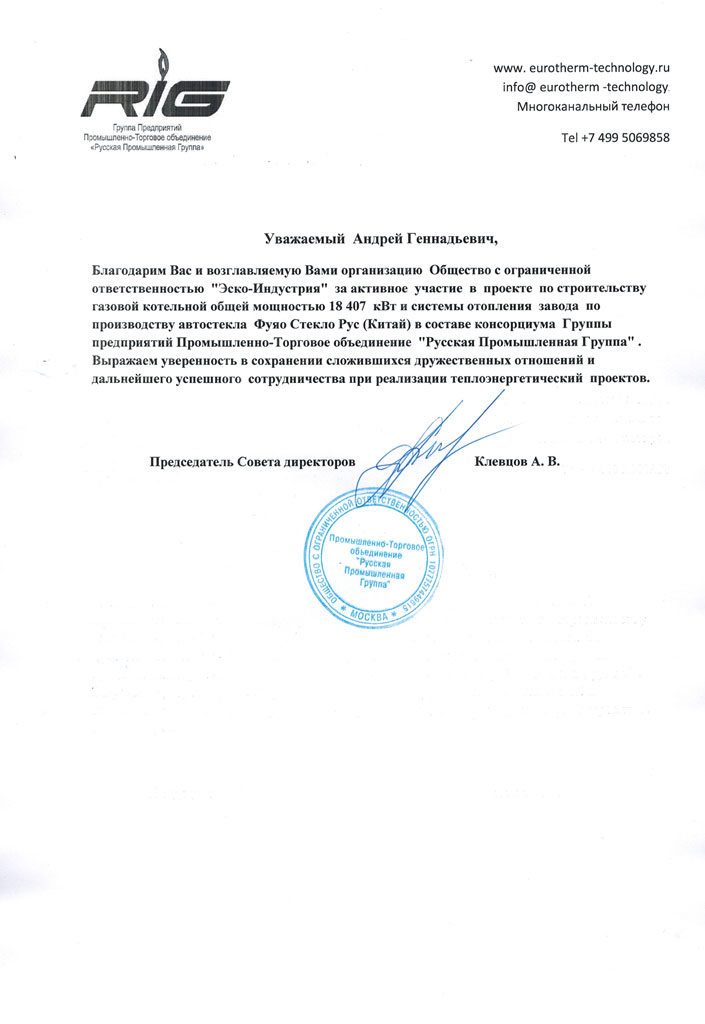 RIG
Группа Предприятий
Промышленно-Торговое объединение
«Русская Промышленная Группа»
www. eurotherm-technology.ru
info@ eurotherm -technology.
Многоканальный телефон
Tel +7 499 5069858
Уважаемый Андрей Геннадьевич,
Благодарим Вас и возглавляемую Вами организацию Общество с ограниченной
ответственностью "Эско-Индустрия" за активное участие в проекте по строительству
газовой котельной общей мощностью 18 407 кВт и системы отопления завода по
производству автостекла Фуяо Стекло Рус (Китай) в составе консорциума Группы
предприятий Промышленно-Торговое объединение "Русская Промышленная Группа" .
Выражаем уверенность в сохранении сложившихся дружественных отношений и
дальнейшего успешного сотрудничества при реализации теплоэнергетический проектов.
Председатель Совета директоров Клевцов А. В.
ОБЩЕСТВО С ОГРАНИЧЕННОЙ ОТВЕТСТВЕННОСТЬЮ ОГРН
Промышленно-Торговое
объединение
"Русская
Промышленная
Группа"
* МОСКВА *